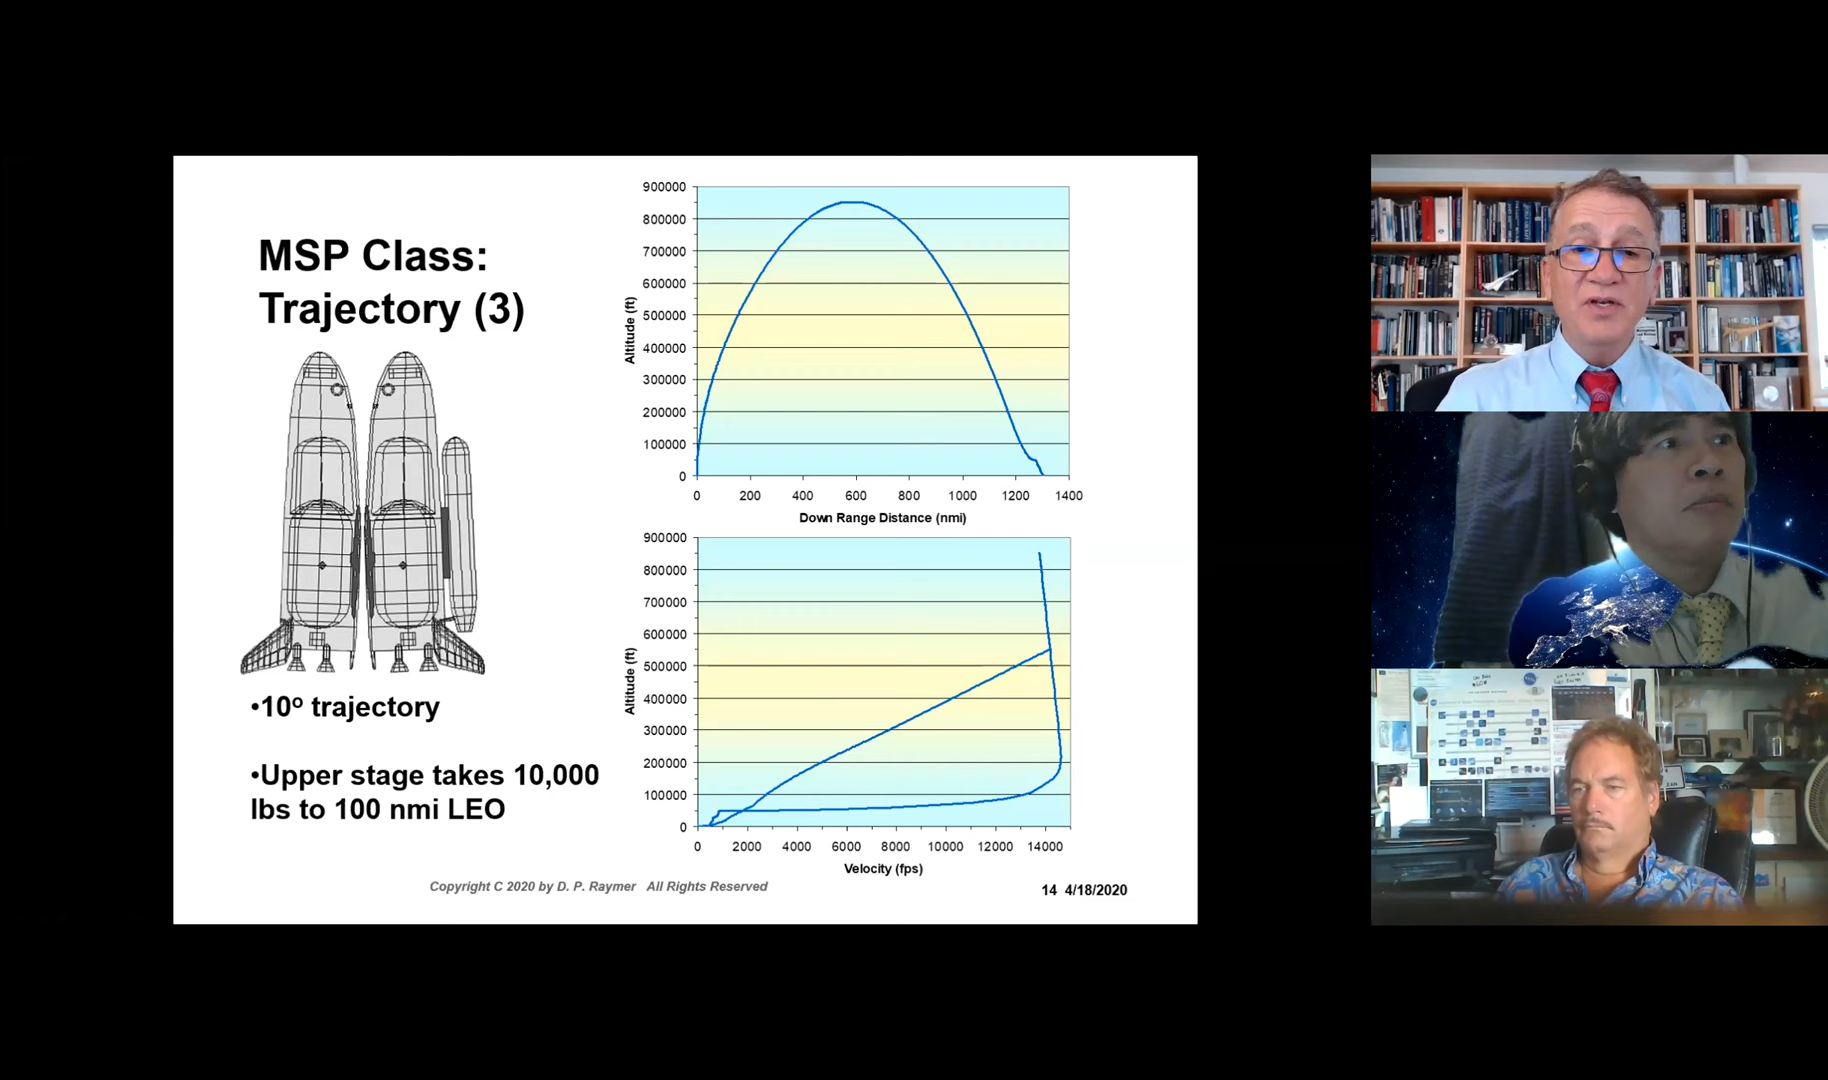 MSP Class:
Trajectory (3)
•10º trajectory
•Upper stage takes 10,000
lbs to 100 nmi LEO
900000
800000
700000
600000
500000
400000
300000
200000
100000
0
Altitude (ft)
0 200 400 600 800 1000 1200 1400
Down Range Distance (nmi)
900000
800000
700000
600000
500000
400000
300000
200000
100000
0
Altitude (ft)
0 2000 4000 6000 8000 10000 12000 14000
Velocity (fps)
Copyright C 2020 by D. P. Raymer All Rights Reserved
14 4/18/2020